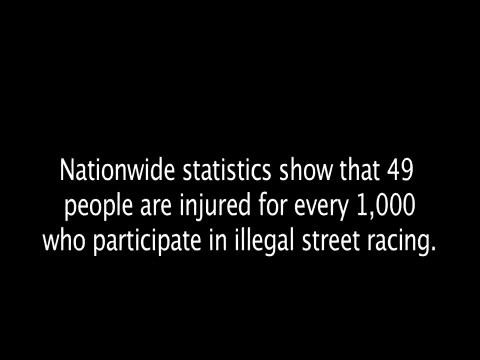 Nationwide statistics show that 49
people are injured for every 1,000
who participate in illegal street racing.